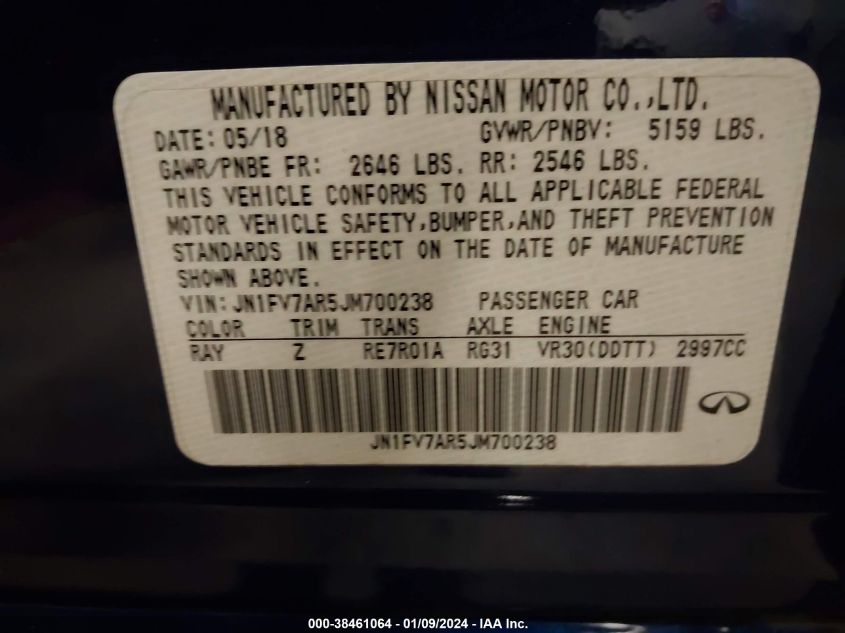 MANUFACTURED BY NISSAN MOTOR CO.,LTD.
DATE: 05/18 GVWR/PNBV: 5159 LBS.
GAWR/PNBE FR: 2646 LBS. RR: 2546 LBS.
THIS VEHICLE CONFORMS TO ALL APPLICABLE FEDERAL
MOTOR VEHICLE SAFETY,BUMPER,AND THEFT PREVENTION
STANDARDS IN EFFECT ON THE DATE OF MANUFACTURE
SHOWN ABOVE.
VIN: JN1FV7AR5JM700238 PASSENGER CAR
COLOR TRIM TRANS AXLE ENGINE
RAY Z RE7R01A RG31 VR30(DDTT) 2997CC
JN1FV7AR5JM700238
000-38461064 - 01/09/2024 - IAA Inc.